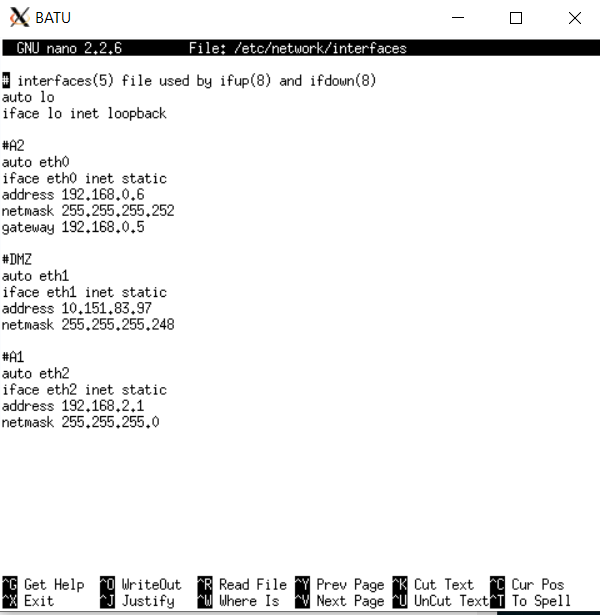 BATU
GNU nano 2.2.6 File: /etc/network/interfaces
# interfaces(5) file used by ifup(8) and ifdown(8)
auto lo
iface lo inet loopback
#A2
auto eth0
iface eth0 inet static
address 192.168.0.6
netmask 255.255.255.252
gateway 192.168.0.5
#DMZ
auto eth1
iface eth1 inet static
address 10.151.83.97
netmask 255.255.255.248
#A1
auto eth2
iface eth2 inet static
address 192.168.2.1
netmask 255.255.255.0
^G Get Help ^O WriteOut ^R Read File ^Y Prev Page ^K Cut Text ^C Cur Pos
^X Exit ^J Justify ^W Where Is ^V Next Page ^U UnCut Text ^T To Spell